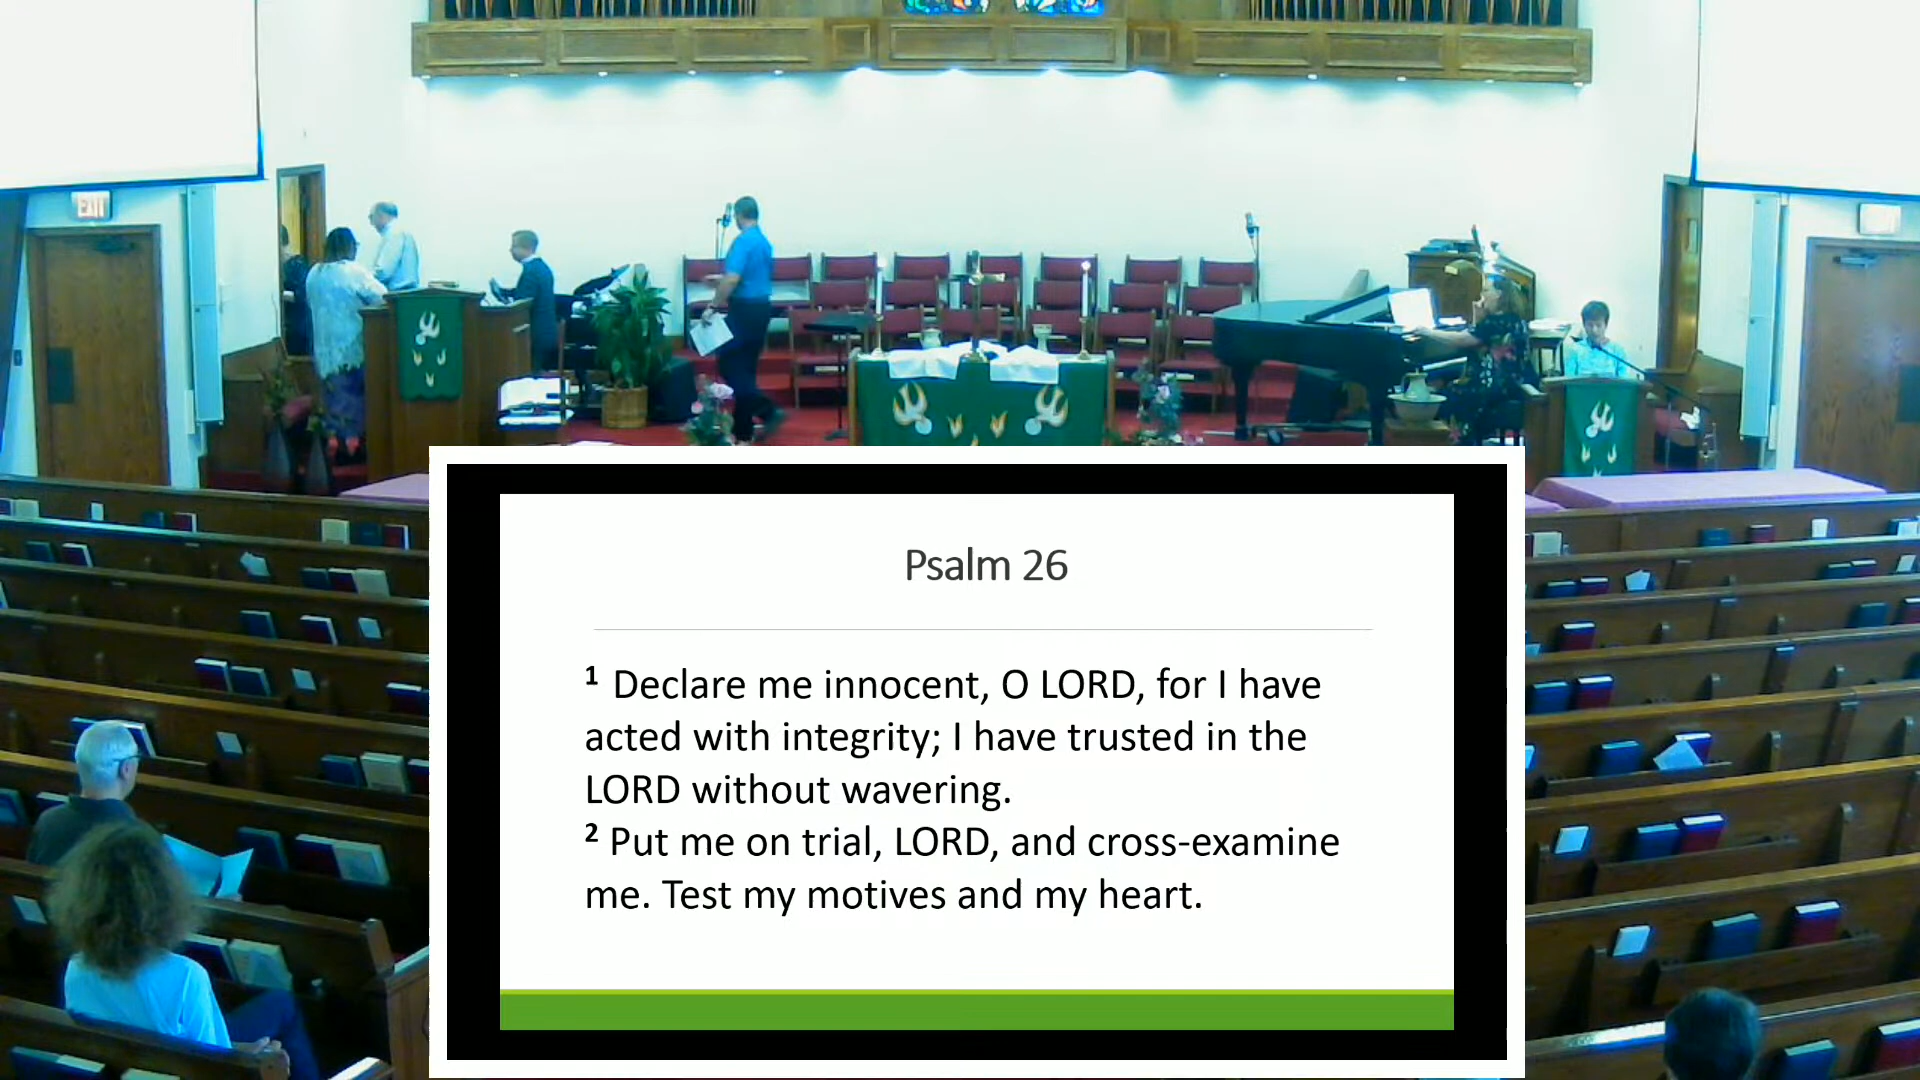 EXIT
Psalm 26
1 Declare me innocent, O LORD, for I have
acted with integrity; I have trusted in the
LORD without wavering.
2 Put me on trial, LORD, and cross-examine
me. Test my motives and my heart.